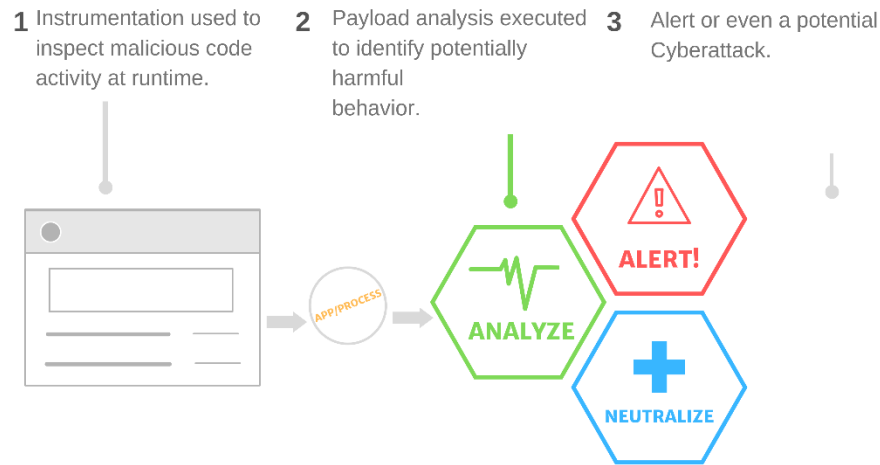 1 Instrumentation used to
inspect malicious code
activity at runtime.
2 Payload analysis executed
to identify potentially
harmful
behavior.
3 Alert or even a potential
Cyberattack.
APP/PROCESS
ANALYZE
ALERT!
NEUTRALIZE